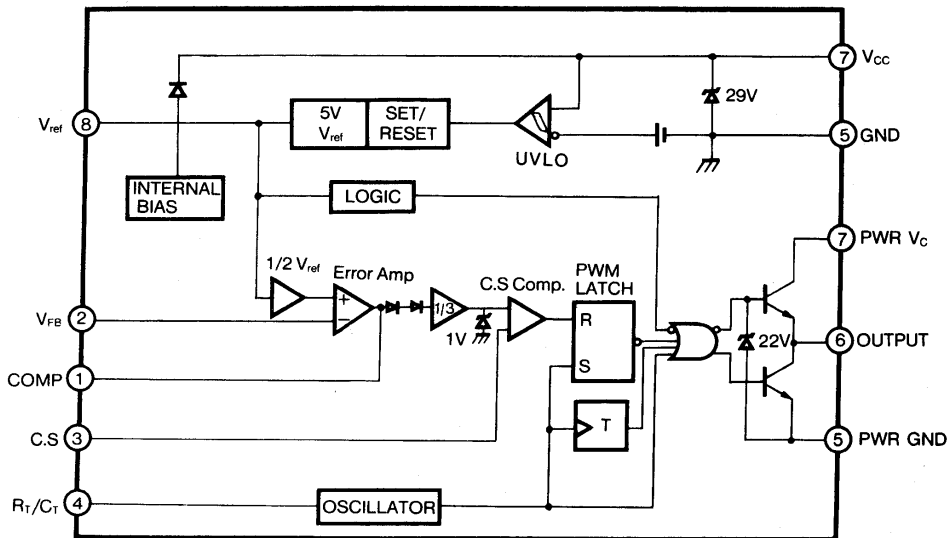 7 Vcc
29V
Vref 8
5V Vref
SET/ RESET
UVLO
5 GND
INTERNAL BIAS
LOGIC
7 PWR Vc
1/2 Vref
Error Amp
C.S Comp.
PWM LATCH
+
−
1/3
1V
R
S
22V
6 OUTPUT
VFB 2
COMP 1
T
C.S 3
5 PWR GND
RT/CT 4
OSCILLATOR